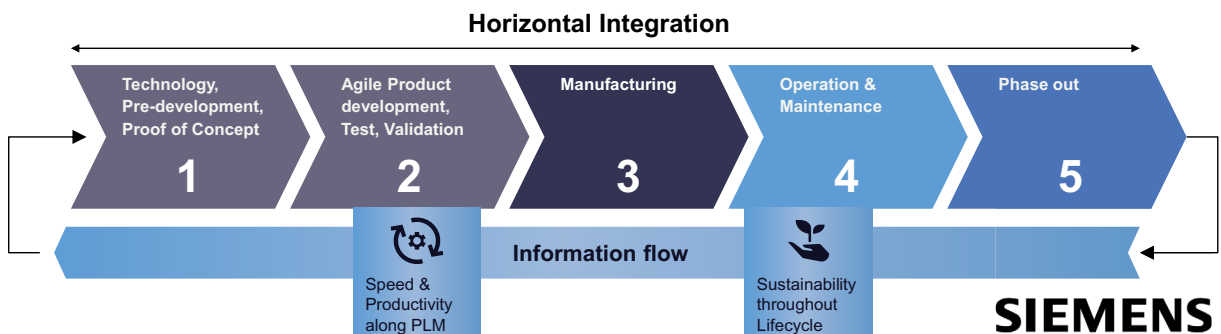 Horizontal Integration
Technology,
Pre-development,
Proof of Concept
1
Agile Product
development,
Test, Validation
2
Manufacturing
3
Operation &
Maintenance
4
Phase out
5
Information flow
Speed &
Productivity
along PLM
Sustainability
throughout
Lifecycle
SIEMENS